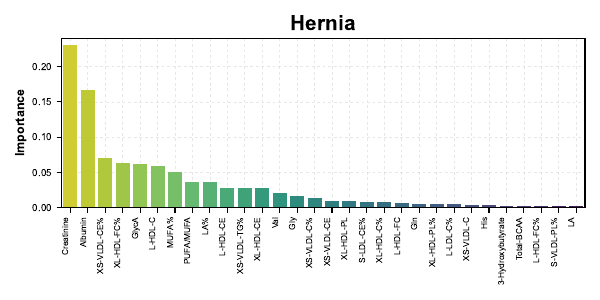 Hernia
Importance
0.20
0.15
0.10
0.05
0.00
Creatinine
Albumin
XS-VLDL-CE%
XL-HDL-FC%
GlycA
L-HDL-C
MUFA%
PUFA/MUFA
LA%
L-HDL-CE
XS-VLDL-TG%
XL-HDL-CE
Val
Gly
XS-VLDL-C%
XS-VLDL-CE
XL-HDL-PL
S-LDL-CE%
XL-HDL-C%
L-HDL-FC
Gln
XL-HDL-PL%
L-LDL-C%
XS-VLDL-C
His
3-Hydroxybutyrate
Total-BCAA
L-HDL-FC%
S-VLDL-PL%
LA